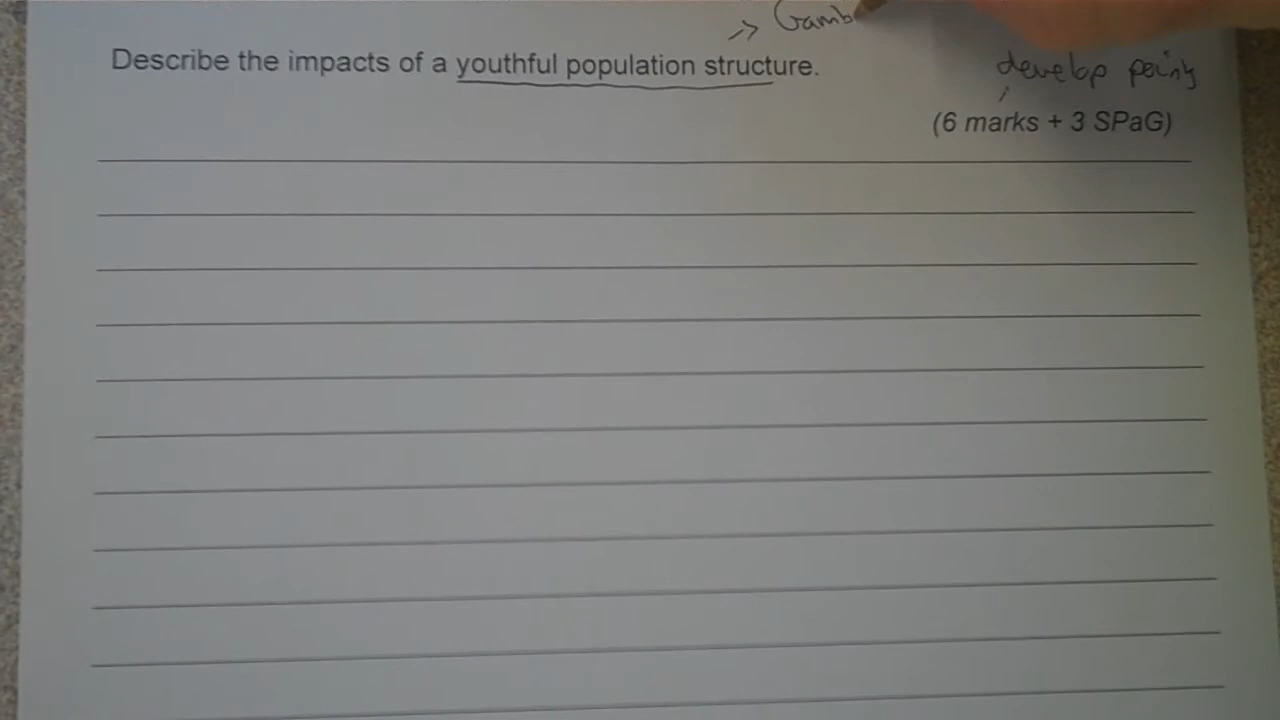 -> Gamb
Describe the impacts of a youthful population structure.
develop points
(6 marks + 3 SPaG)